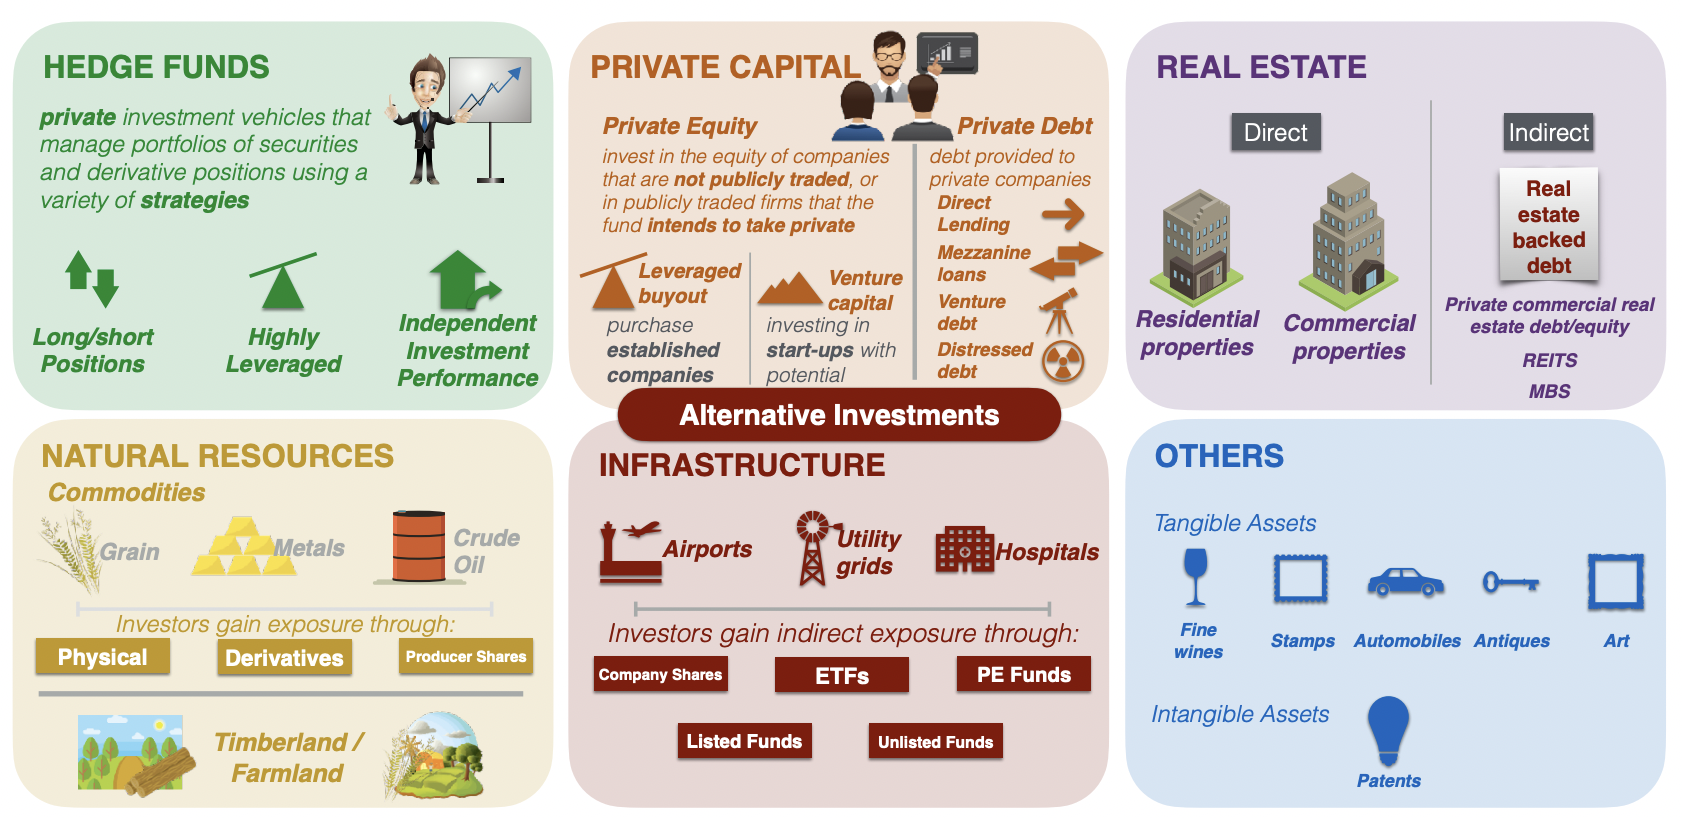 HEDGE FUNDS
private investment vehicles that
manage portfolios of securities
and derivative positions using a
variety of strategies
Long/short
Positions
Highly
Leveraged
Independent
Investment
Performance
PRIVATE CAPITAL
Private Equity
invest in the equity of companies
that are not publicly traded, or
in publicly traded firms that the
fund intends to take private
Leveraged
buyout
purchase
established
companies
Venture
capital
investing in
start-ups with
potential
Private Debt
debt provided to
private companies
Direct
Lending
Mezzanine
loans
Venture
debt
Distressed
debt
REAL ESTATE
Direct
Residential
properties
Commercial
properties
Indirect
Real
estate
backed
debt
Private commercial real
estate debt/equity
REITS
MBS
Alternative Investments
NATURAL RESOURCES
Commodities
Grain
Metals
Crude
Oil
Investors gain exposure through:
Physical
Derivatives
Producer Shares
Timberland /
Farmland
INFRASTRUCTURE
Airports
Utility
grids
Hospitals
Investors gain indirect exposure through:
Company Shares
ETFs
PE Funds
Listed Funds
Unlisted Funds
OTHERS
Tangible Assets
Fine
wines
Stamps
Automobiles
Antiques
Art
Intangible Assets
Patents